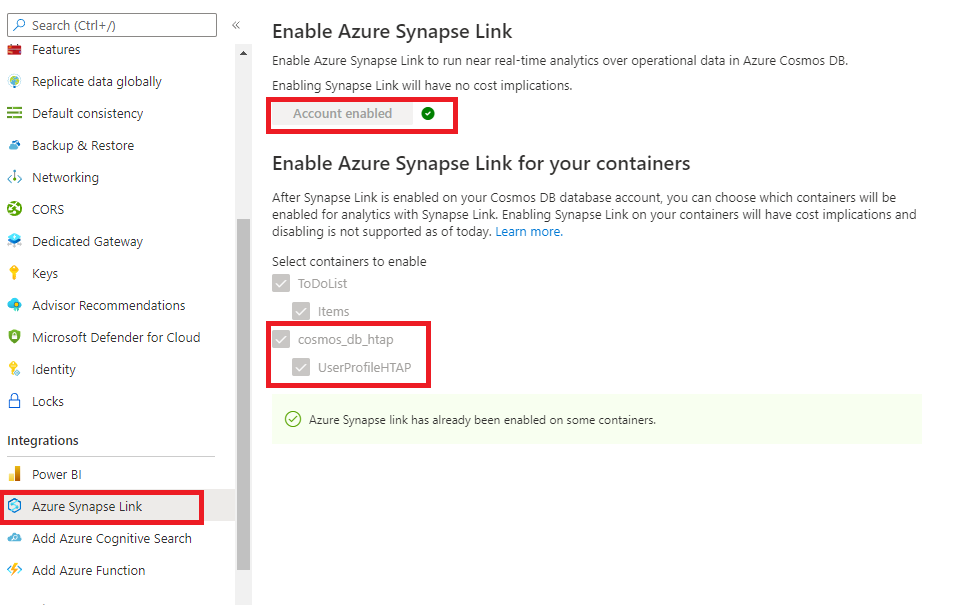 Search (Ctrl+/)
«
Features
Replicate data globally
Default consistency
Backup & Restore
Networking
CORS
Dedicated Gateway
Keys
Advisor Recommendations
Microsoft Defender for Cloud
Identity
Locks
Integrations
Power BI
Azure Synapse Link
Add Azure Cognitive Search
Add Azure Function
Enable Azure Synapse Link
Enable Azure Synapse Link to run near real-time analytics over operational data in Azure Cosmos DB.
Enabling Synapse Link will have no cost implications.
Account enabled
Enable Azure Synapse Link for your containers
After Synapse Link is enabled on your Cosmos DB database account, you can choose which containers will be
enabled for analytics with Synapse Link. Enabling Synapse Link on your containers will have cost implications and
disabling is not supported as of today. Learn more.
Select containers to enable
ToDoList
Items
cosmos_db_htap
UserProfileHTAP
Azure Synapse link has already been enabled on some containers.